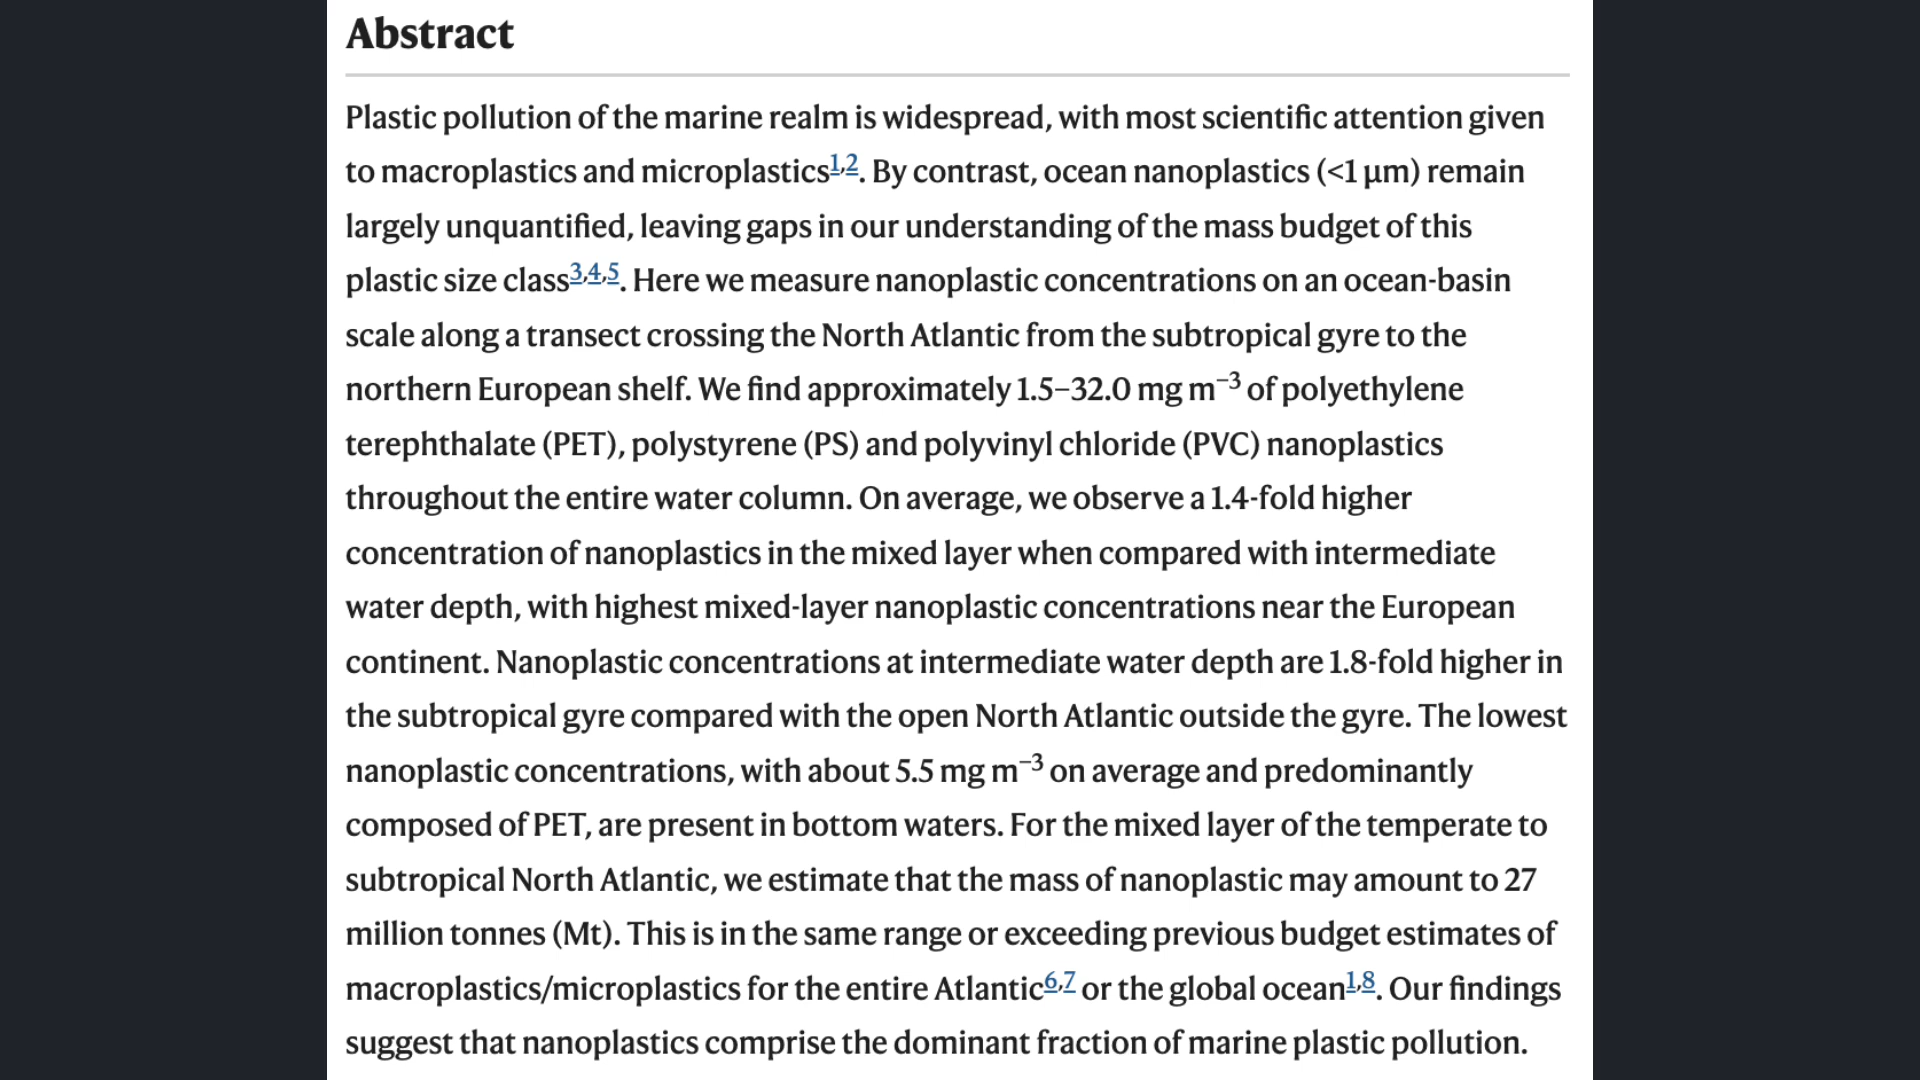 Abstract
Plastic pollution of the marine realm is widespread, with most scientific attention given
to macroplastics and microplastics1,2. By contrast, ocean nanoplastics (<1 μm) remain
largely unquantified, leaving gaps in our understanding of the mass budget of this
plastic size class3,4,5. Here we measure nanoplastic concentrations on an ocean-basin
scale along a transect crossing the North Atlantic from the subtropical gyre to the
northern European shelf. We find approximately 1.5–32.0 mg m−3 of polyethylene
terephthalate (PET), polystyrene (PS) and polyvinyl chloride (PVC) nanoplastics
throughout the entire water column. On average, we observe a 1.4-fold higher
concentration of nanoplastics in the mixed layer when compared with intermediate
water depth, with highest mixed-layer nanoplastic concentrations near the European
continent. Nanoplastic concentrations at intermediate water depth are 1.8-fold higher in
the subtropical gyre compared with the open North Atlantic outside the gyre. The lowest
nanoplastic concentrations, with about 5.5 mg m−3 on average and predominantly
composed of PET, are present in bottom waters. For the mixed layer of the temperate to
subtropical North Atlantic, we estimate that the mass of nanoplastic may amount to 27
million tonnes (Mt). This is in the same range or exceeding previous budget estimates of
macroplastics/microplastics for the entire Atlantic6,7 or the global ocean1,8. Our findings
suggest that nanoplastics comprise the dominant fraction of marine plastic pollution.